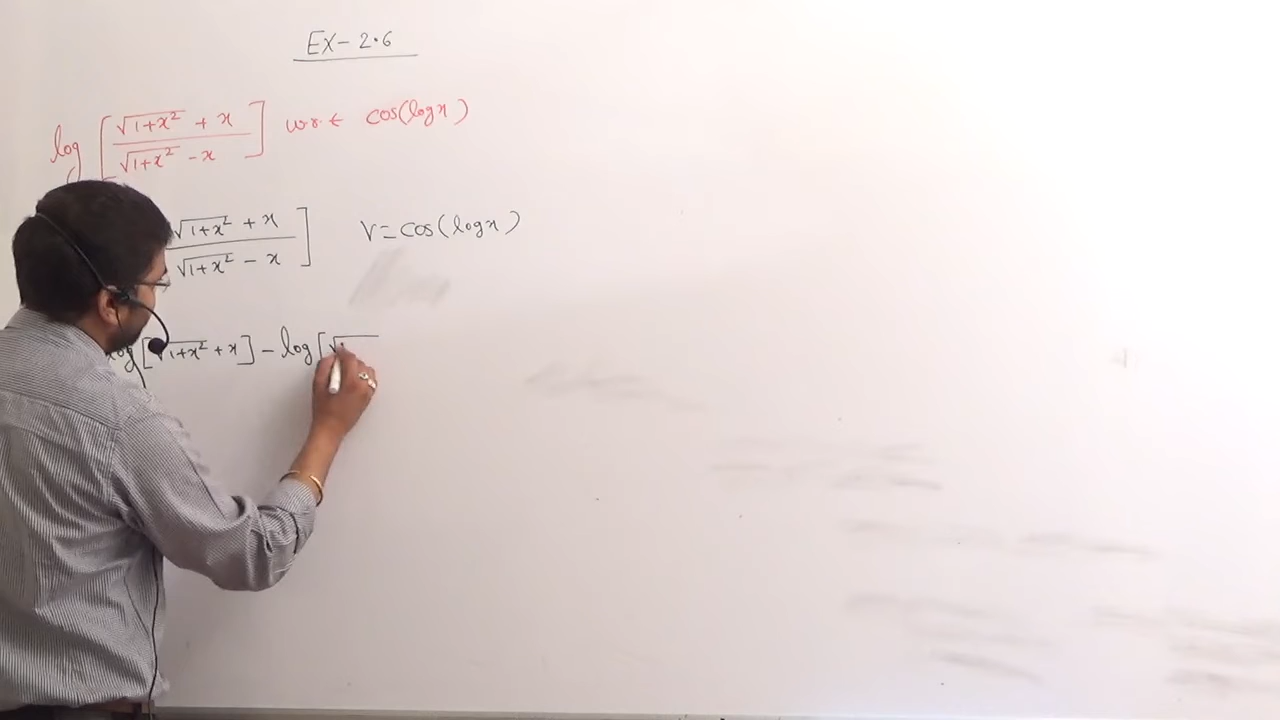 EX-2.6
log [ (√(1+x²) + x) / (√(1+x²) - x) ] w.r.t cos(log x)
(√(1+x²) + x) / (√(1+x²) - x) ] V=cos(log x)
log [√(1+x²) + x] - log [√